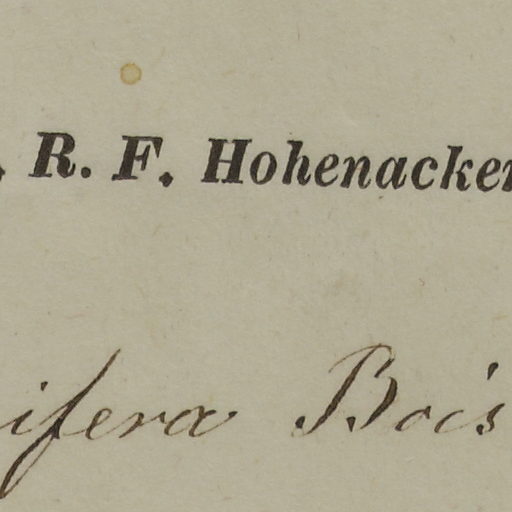 . R. F. Hohenacker
ifera Bois